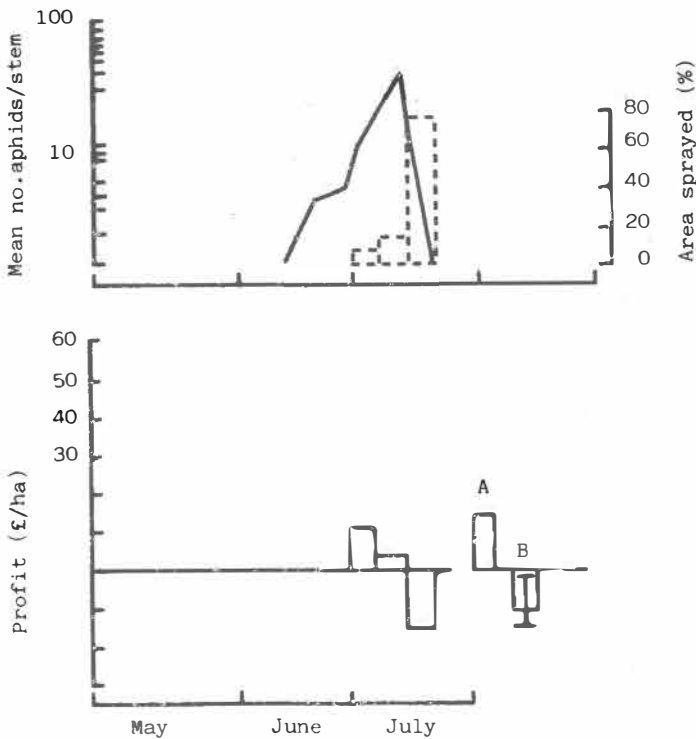 100
10
Mean no.aphids/stem
80
60
40
20
0
Area sprayed (%)
60
50
40
30
Profit (£/ha)
A
B
May June July